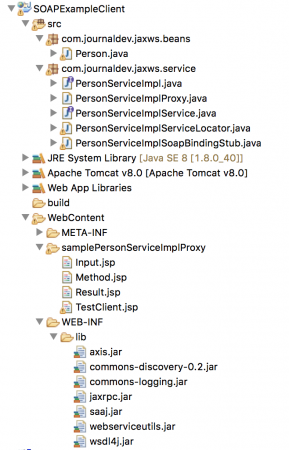 SOAPExampleClient
src
com.journaldev.jaxws.beans
Person.java
com.journaldev.jaxws.service
PersonServiceImpl.java
PersonServiceImplProxy.java
PersonServiceImplService.java
PersonServiceImplServiceLocator.java
PersonServiceImplSoapBindingStub.java
JRE System Library [Java SE 8 [1.8.0_40]]
Apache Tomcat v8.0 [Apache Tomcat v8.0]
Web App Libraries
build
WebContent
META-INF
samplePersonServiceImplProxy
Input.jsp
Method.jsp
Result.jsp
TestClient.jsp
WEB-INF
lib
axis.jar
commons-discovery-0.2.jar
commons-logging.jar
jaxrpc.jar
saaj.jar
webserviceutils.jar
wsdl4j.jar